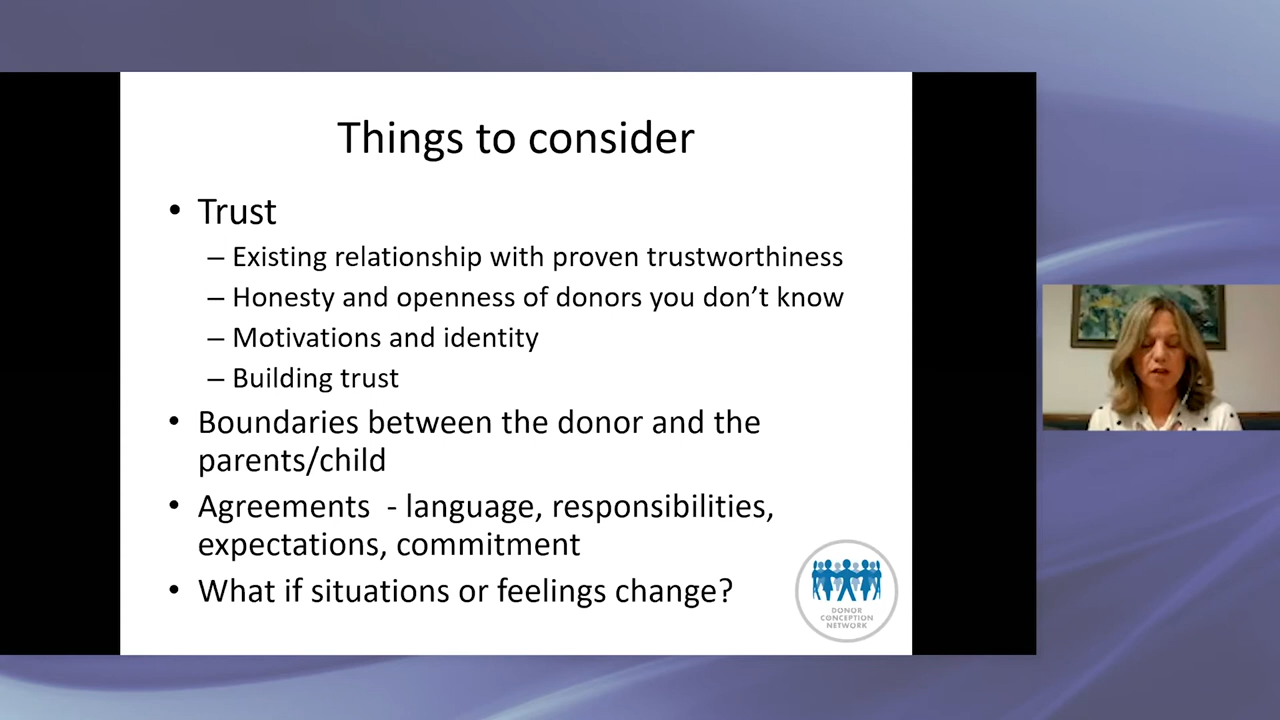 Things to consider
• Trust
– Existing relationship with proven trustworthiness
– Honesty and openness of donors you don’t know
– Motivations and identity
– Building trust
• Boundaries between the donor and the
parents/child
• Agreements  - language, responsibilities,
expectations, commitment
• What if situations or feelings change?
DONOR
CONCEPTION
NETWORK